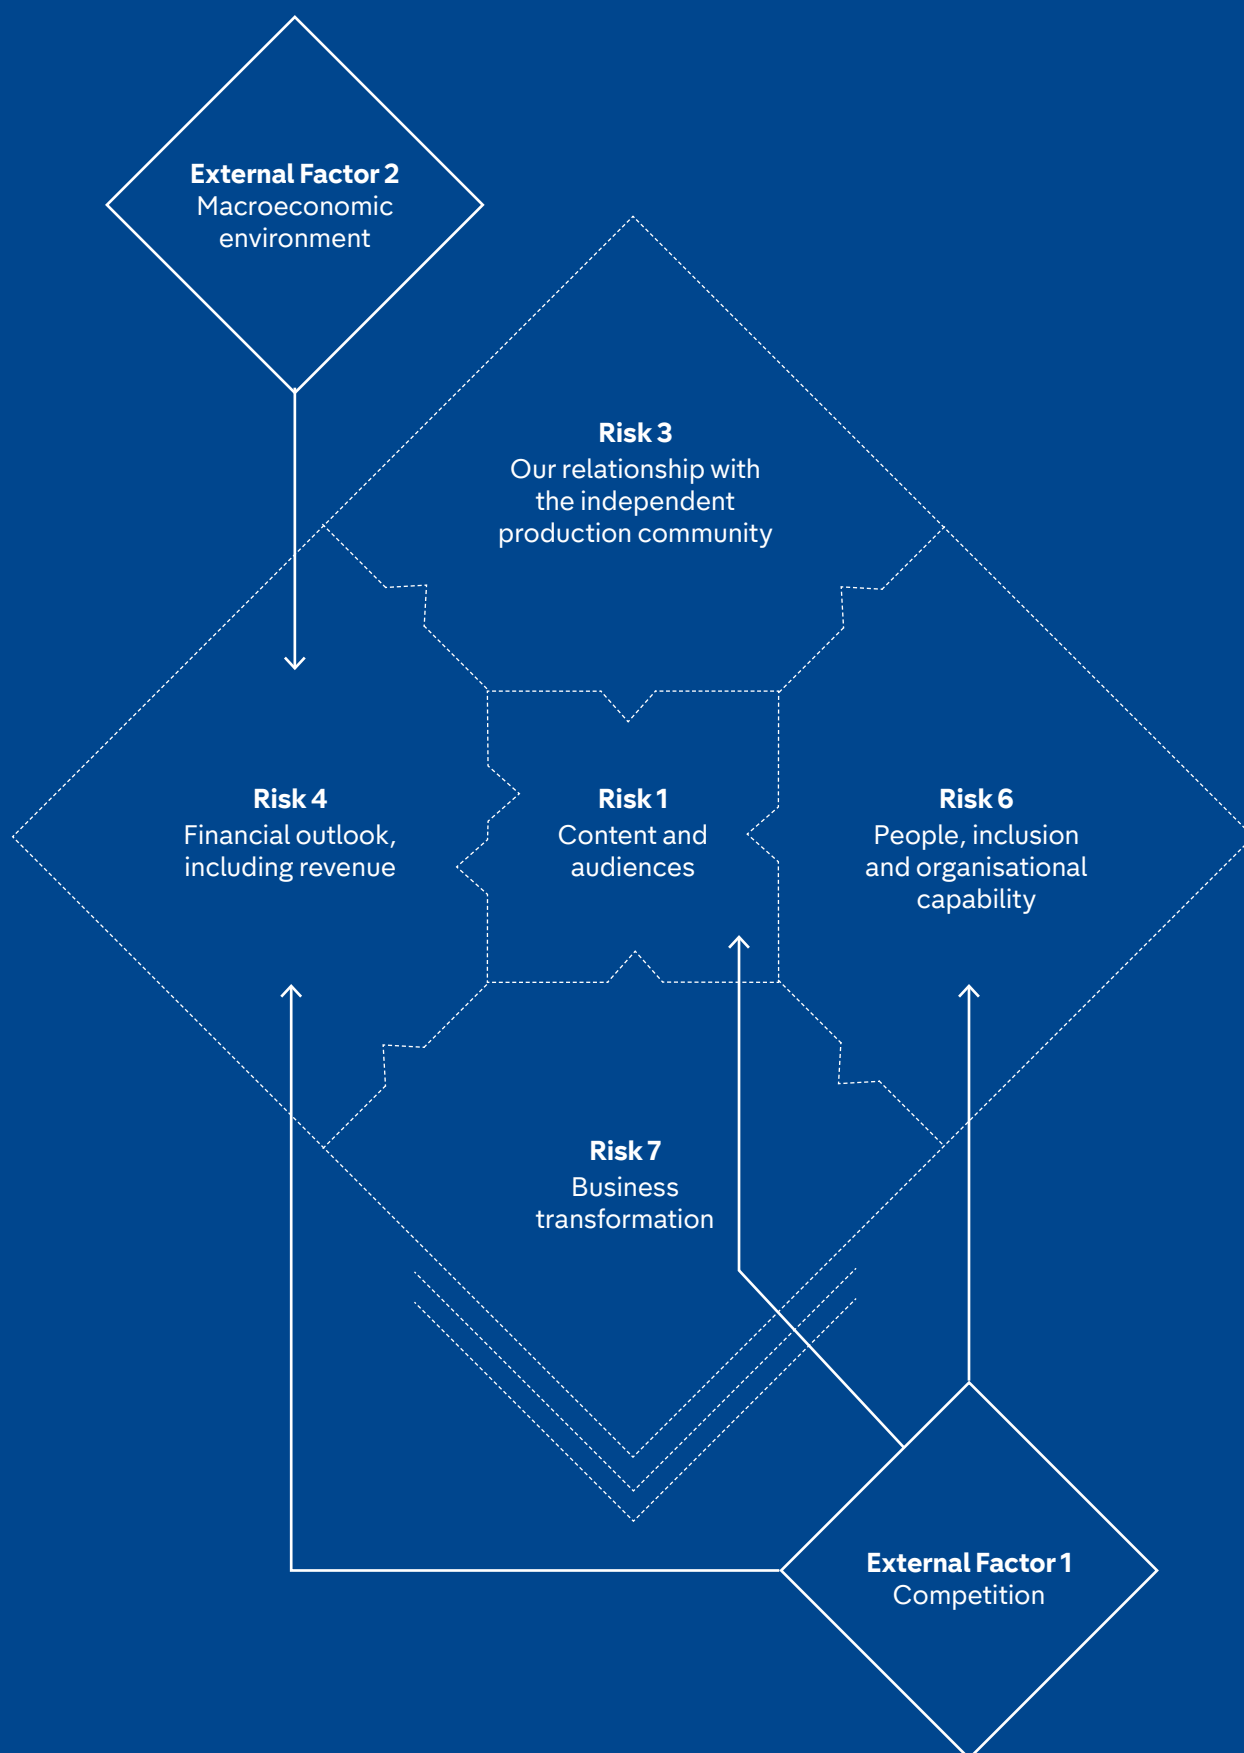 External Factor 2
Macroeconomic
environment
Risk 3
Our relationship with
the independent
production community
Risk 4
Financial outlook,
including revenue
Risk 1
Content and
audiences
Risk 6
People, inclusion
and organisational
capability
Risk 7
Business
transformation
External Factor 1
Competition